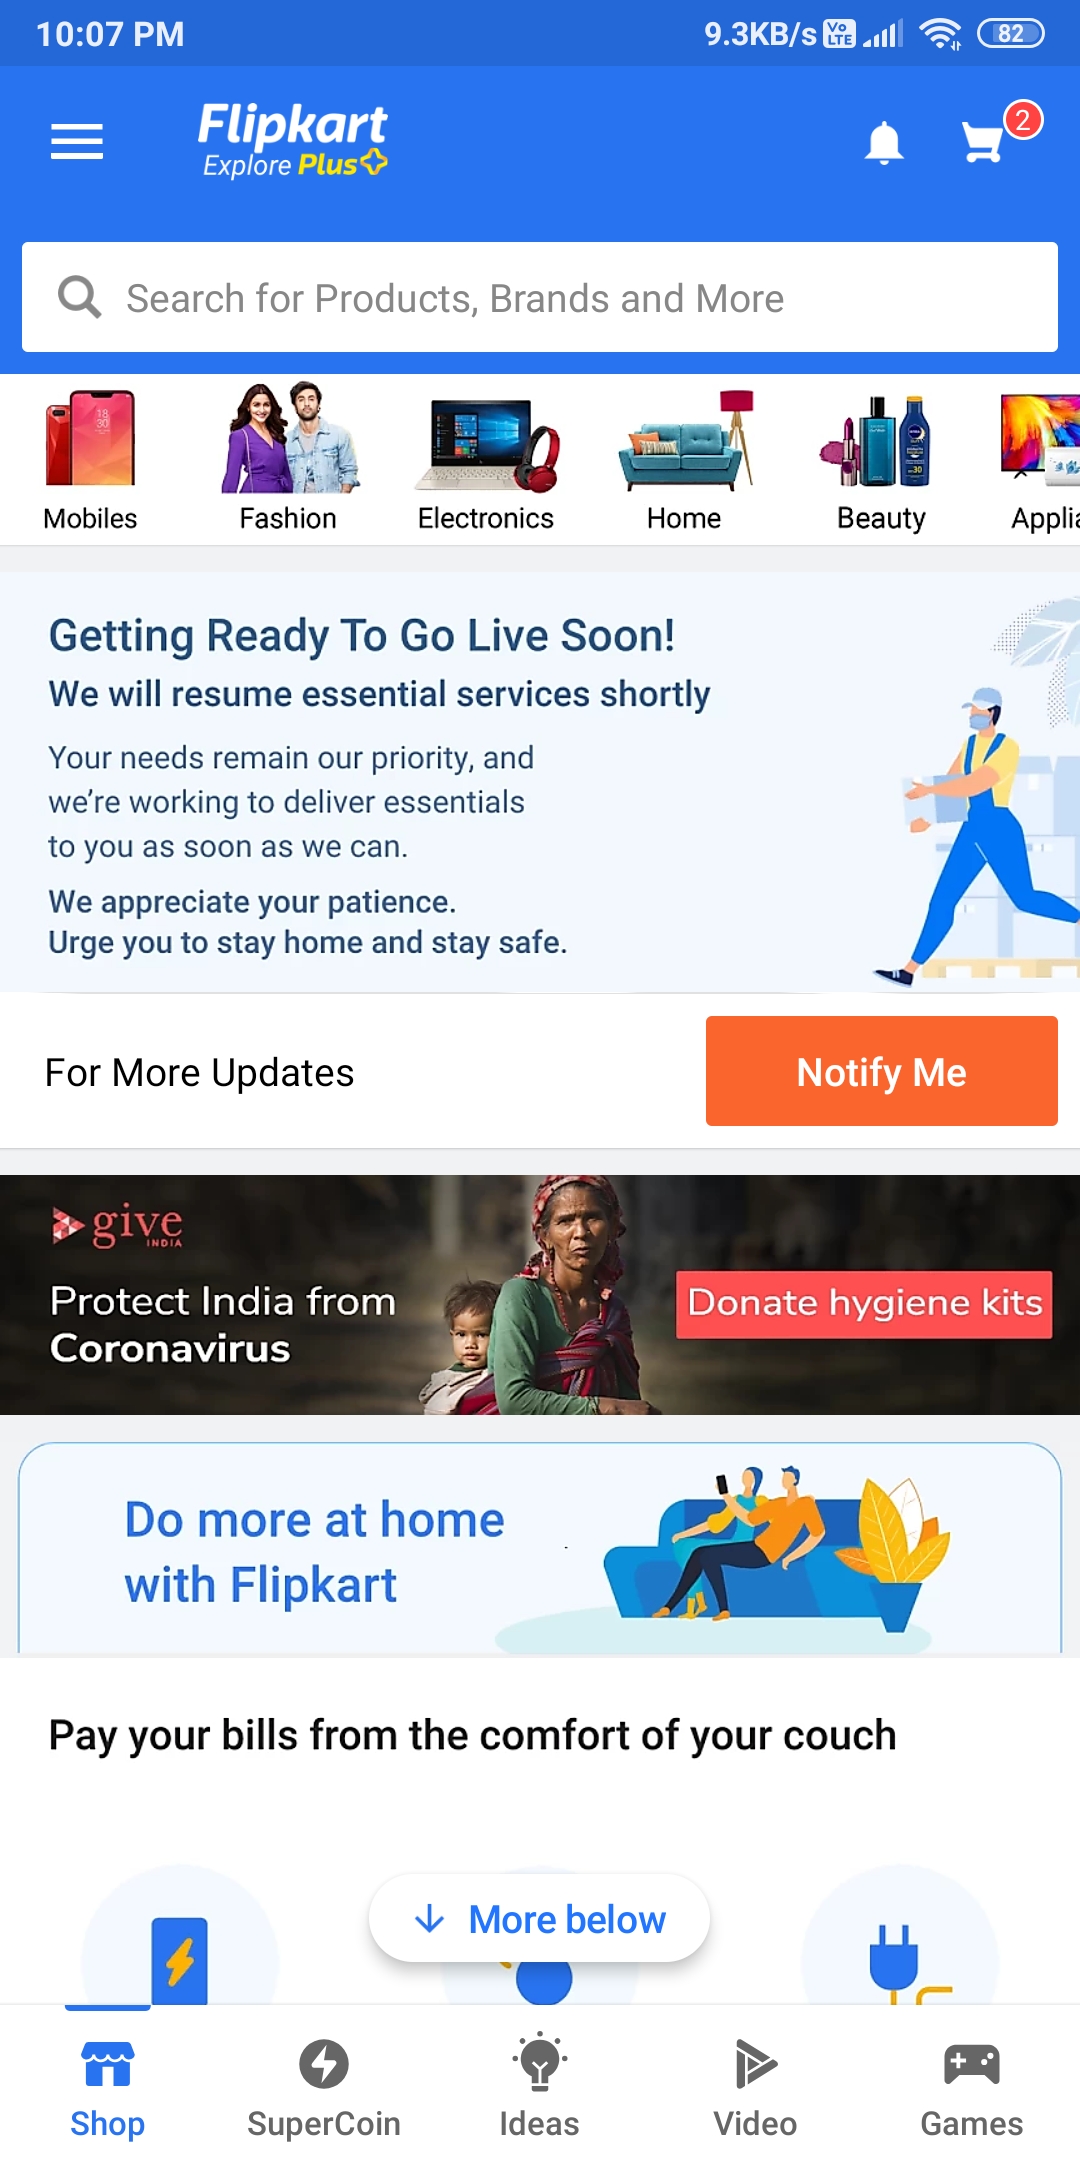 10:07 PM
9.3KB/s Vo LTE 82
Flipkart
Explore Plus
2
Search for Products, Brands and More
Mobiles
Fashion
Electronics
Home
Beauty
Applia
Getting Ready To Go Live Soon!
We will resume essential services shortly
Your needs remain our priority, and
we’re working to deliver essentials
to you as soon as we can.
We appreciate your patience.
Urge you to stay home and stay safe.
For More Updates
Notify Me
give
INDIA
Protect India from
Coronavirus
Donate hygiene kits
Do more at home
with Flipkart
Pay your bills from the comfort of your couch
More below
Shop
SuperCoin
Ideas
Video
Games